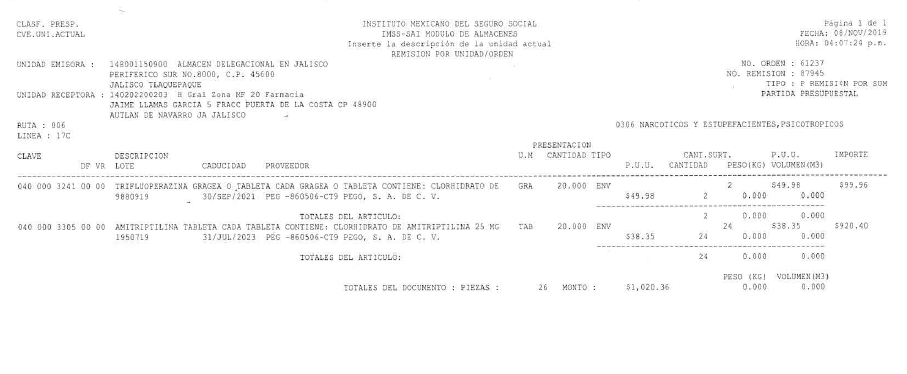 CLASF. PRESP. INSTITUTO MEXICANO DEL SEGURO SOCIAL Página 1 de 1
CVE.UNI.ACTUAL IMSS-SAI MODULO DE ALMACENES FECHA: 08/NOV/2019
Inserte la descripción de la unidad actual HORA: 04:07:24 p.m.
REMISION POR UNIDAD/ORDEN
UNIDAD EMISORA : 148001150900 ALMACEN DELEGACIONAL EN JALISCO NO. ORDEN : 61237
PERIFERICO SUR NO.8000, C.P. 45600 NO. REMISION : 87945
JALISCO TLAQUEPAQUE TIPO : P REMISIÓN POR SUM
UNIDAD RECEPTORA : 140202200203 H Gral Zona MF 20 Farmacia PARTIDA PRESUPUESTAL
JAIME LLAMAS GARCIA 5 FRACC PUERTA DE LA COSTA CP 48900
AUTLAN DE NAVARRO JA JALISCO
RUTA : 006 0306 NARCOTICOS Y ESTUPEFACIENTES,PSICOTROPICOS
LINEA : 17C
PRESENTACION
CLAVE DESCRIPCION U.M CANTIDAD TIPO CANI.SURT. P.U.U. IMPORTE
DF VR LOTE CADUCIDAD PROVEEDOR P.U.U. CANTIDAD PESO(KG) VOLUMEN(M3)
040 000 3241 00 00 TRIFLUOPERAZINA GRAGEA O TABLETA CADA GRAGEA O TABLETA CONTIENE: CLORHIDRATO DE GRA 20.000 ENV 2 $49.98 $99.96
9880919 30/SEP/2021 PEG -860506-CT9 PEGO, S. A. DE C. V. $49.98 2 0.000 0.000
TOTALES DEL ARTICULO: 2 0.000 0.000
040 000 3305 00 00 AMITRIPTILINA TABLETA CADA TABLETA CONTIENE: CLORHIDRATO DE AMITRIPTILINA 25 MG TAB 20.000 ENV 24 $38.35 $920.40
1950719 31/JUL/2023 PEG -860506-CT9 PEGO, S. A. DE C. V. $38.35 24 0.000 0.000
TOTALES DEL ARTICULO: 24 0.000 0.000
PESO (KG) VOLUMEN(M3)
TOTALES DEL DOCUMENTO : PIEZAS : 26 MONTO : $1,020.36 0.000 0.000